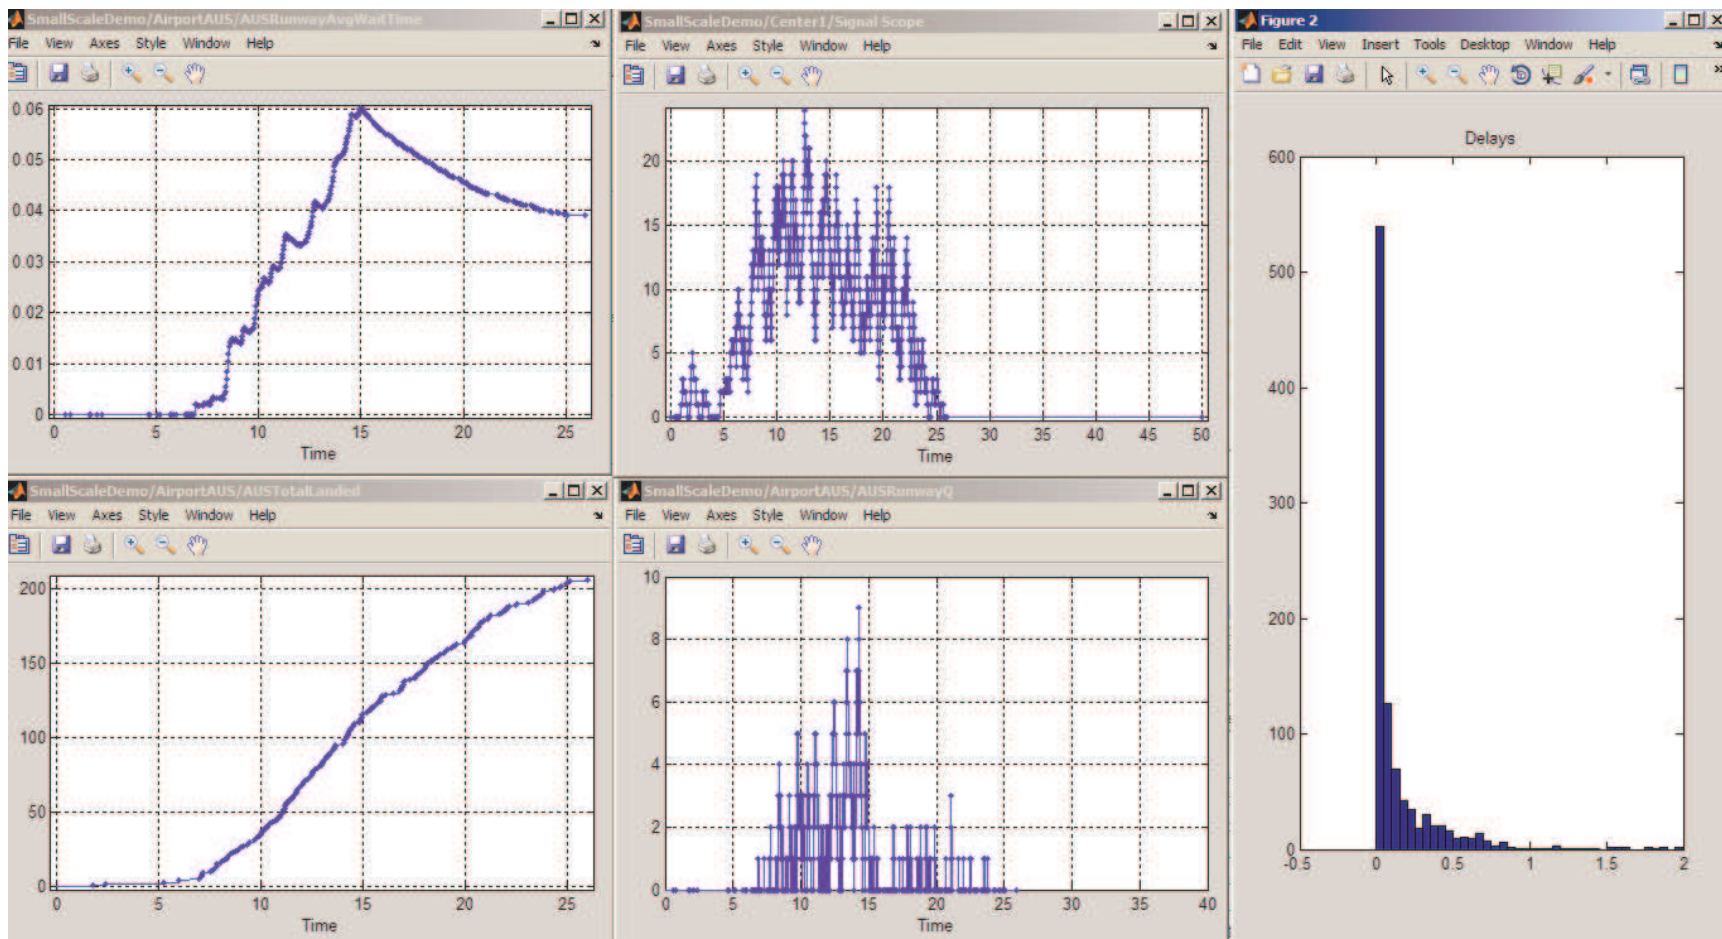 SmallScaleDemo/AirportAUS/AUSRunwayAvgWaitTime
File View Axes Style Window Help
0.06
0.05
0.04
0.03
0.02
0.01
0
0 5 10 15 20 25
Time
SmallScaleDemo/Center1/Signal Scope
File View Axes Style Window Help
20
15
10
5
0
0 5 10 15 20 25 30 35 40 45 50
Time
Figure 2
File Edit View Insert Tools Desktop Window Help
Delays
600
500
400
300
200
100
0
-0.5 0 0.5 1 1.5 2
SmallScaleDemo/AirportAUS/AUSTotalLanded
File View Axes Style Window Help
200
150
100
50
0
0 5 10 15 20 25
Time
SmallScaleDemo/AirportAUS/AUSRunwayQ
File View Axes Style Window Help
10
8
6
4
2
0
0 5 10 15 20 25 30 35 40
Time